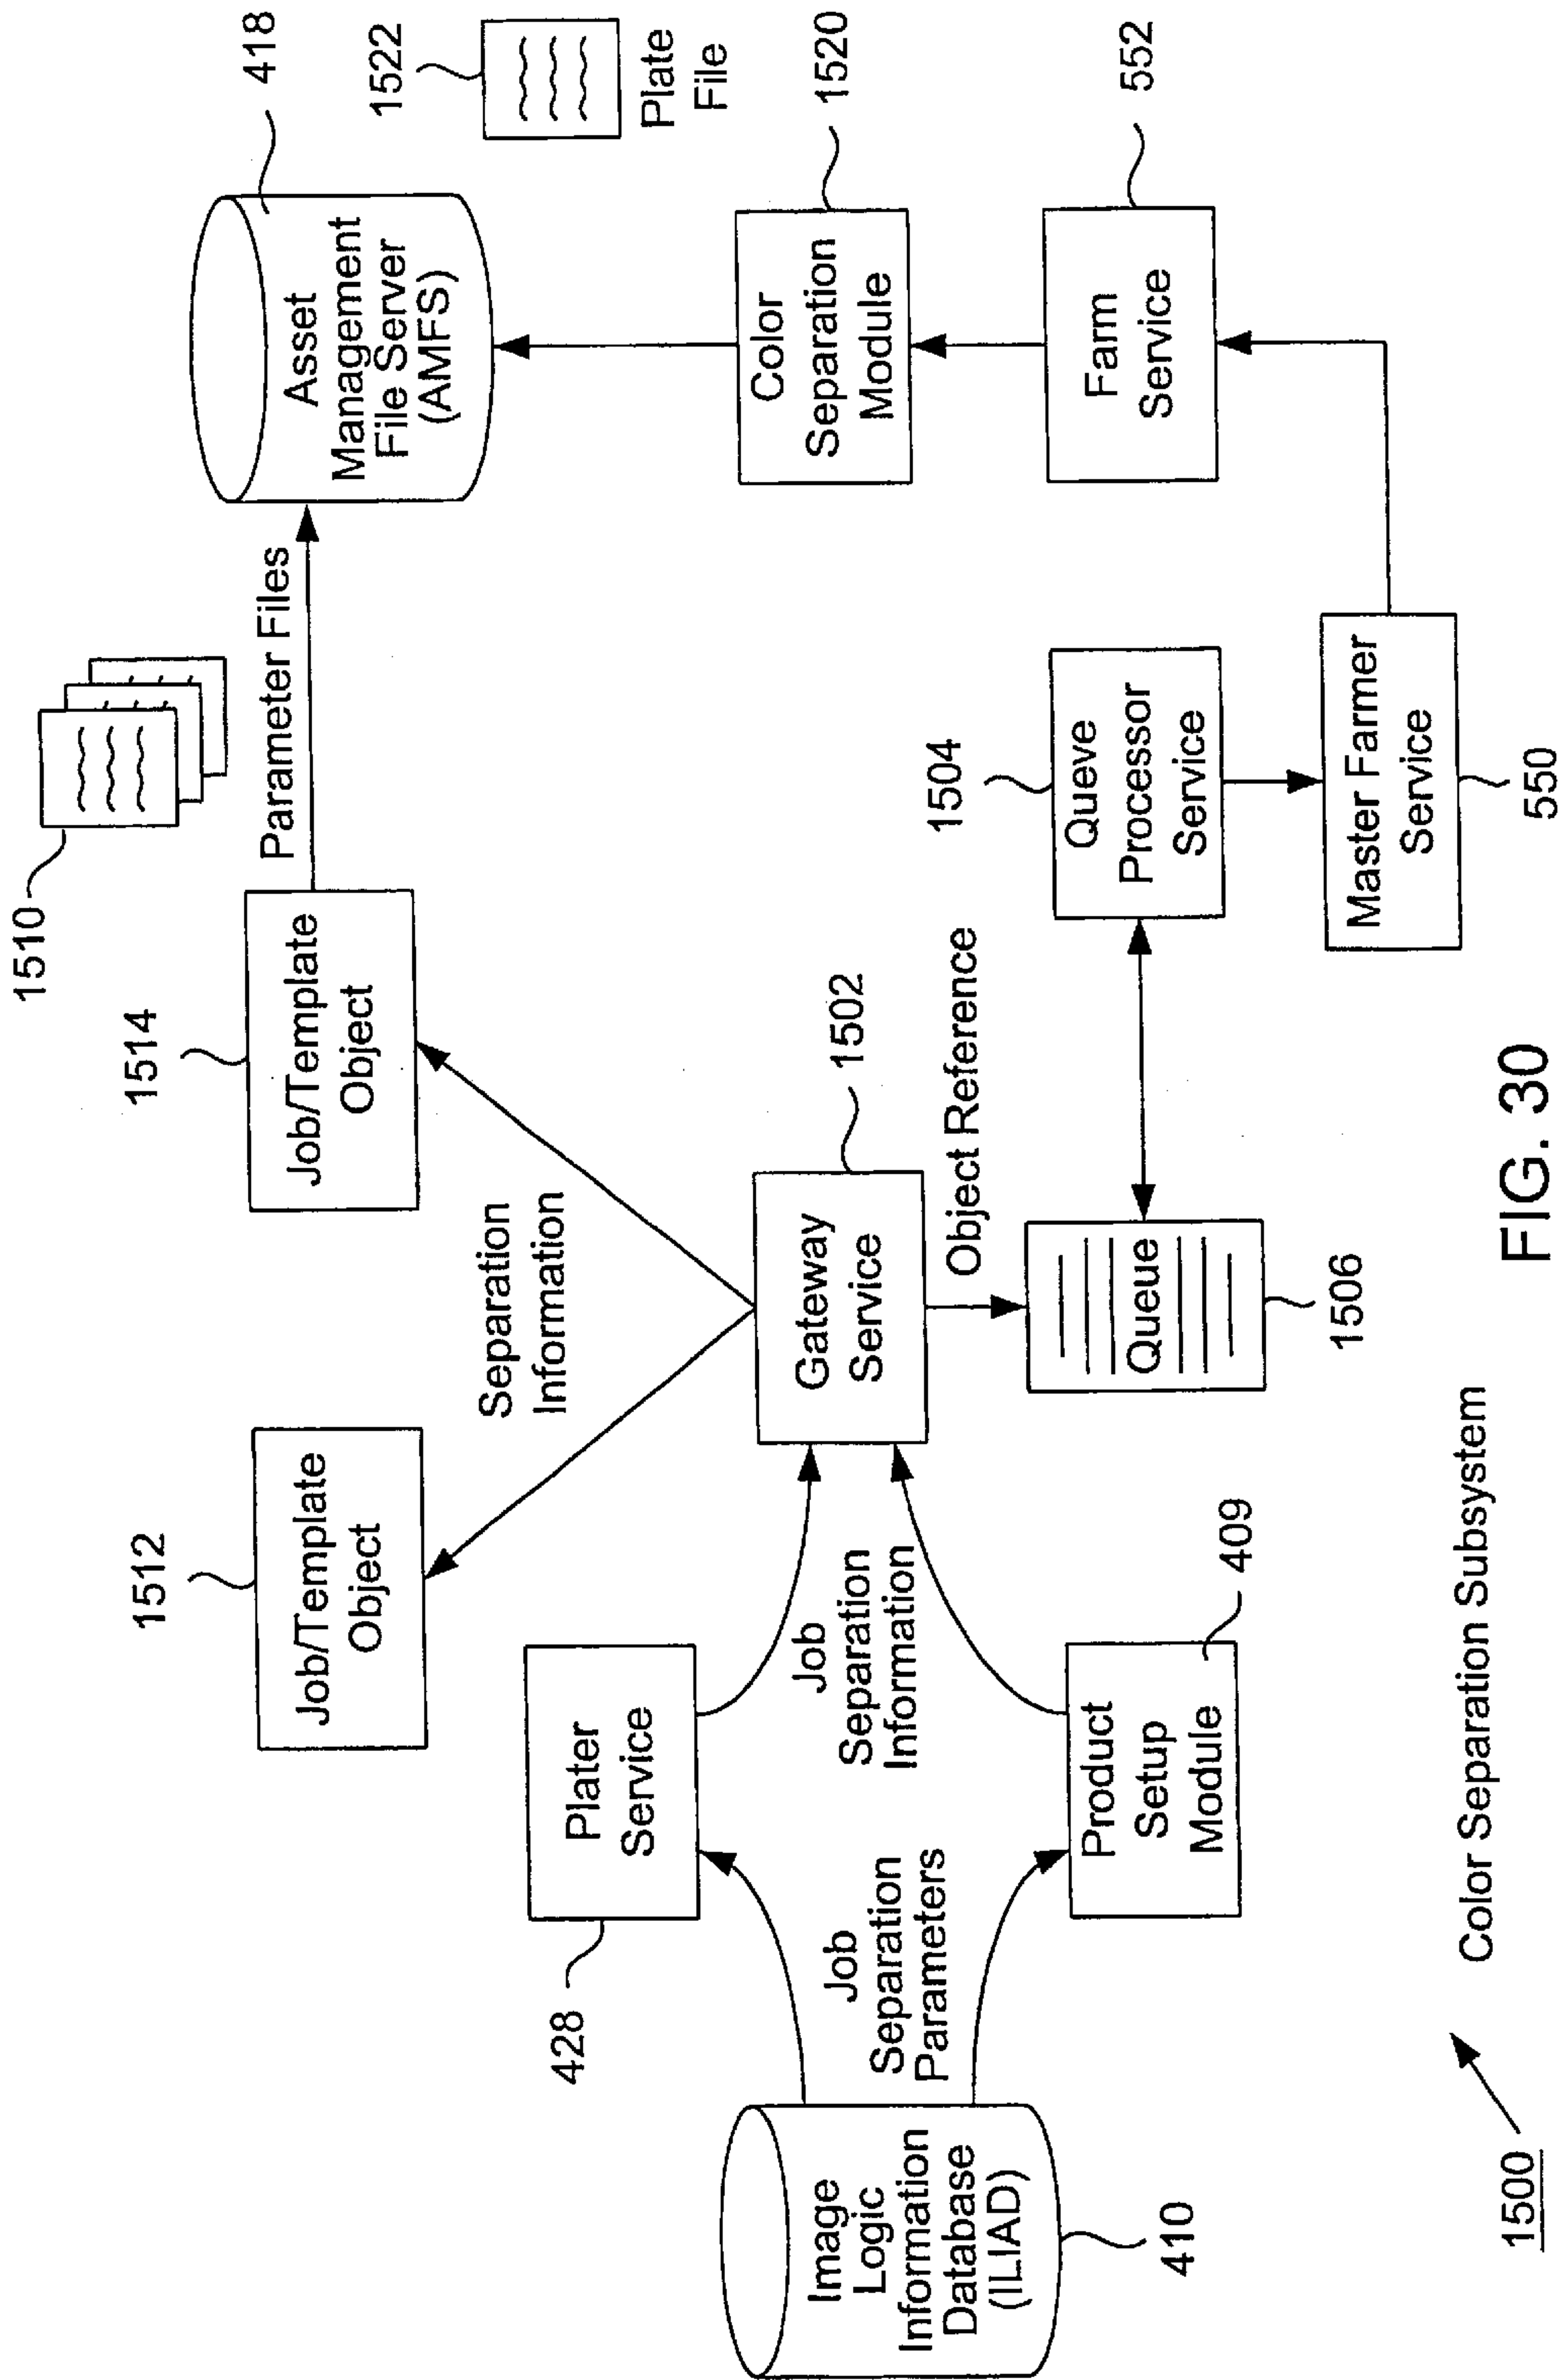 1510
1514
Job/Template
Object
Parameter Files
418
Asset
Management
File Server
(AMFS)
1522
Plate
File
1512
Job/Template
Object
Separation
Information
428
Plater
Service
1502
Gateway
Service
Job
Separation
Information
Job
Separation
Parameters
Image
Logic
Information
Database
(ILIAD)
410
Product
Setup
Module
409
Object Reference
Queue
1506
1504
Queve
Processor
Service
Master Farmer
Service
550
Color
Separation
Module
1520
Farm
Service
552
1500
Color Separation Subsystem
FIG. 30